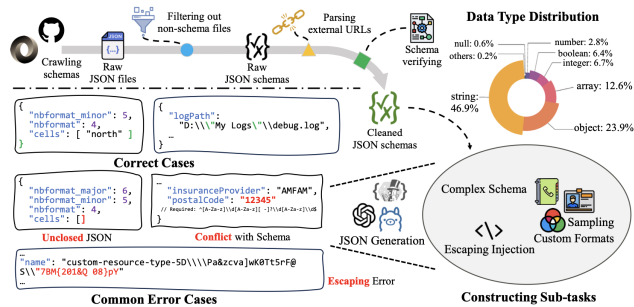 Crawling schemas
Filtering out
non-schema files
Raw
JSON files
Parsing
external URLs
Raw
JSON schemas
Schema
verifying
Cleaned
JSON schemas
Data Type Distribution
null: 0.6%
others: 0.2%
number: 2.8%
boolean: 6.4%
integer: 6.7%
array: 12.6%
object: 23.9%
string:
46.9%
{
"nbformat_minor": 5,
"nbformat": 4,
"cells": [ "north" ]
}
{
"logPath":
"D:\\\"My Logs\"\\debug.log",
…
Correct Cases
{
"nbformat_major": 6,
"nbformat_minor": 5,
"nbformat": 4,
"cells": []
Unclosed JSON
…
"insuranceProvider": "AMFAM",
"postalCode": "12345"
// Required: ^[A-Za-z]\\d[A-Za-z][ -]?\\d[A-Za-z]\\d$
}
Conflict with Schema
…
"name": "custom-resource-type-5D\\\\Pa&zcva]wK0Tt5rF@
S\\"7BM{201&Q 08}pY"
…
Escaping Error
Common Error Cases
JSON Generation
Complex Schema
Sampling
Custom Formats
Escaping Injection
Constructing Sub-tasks